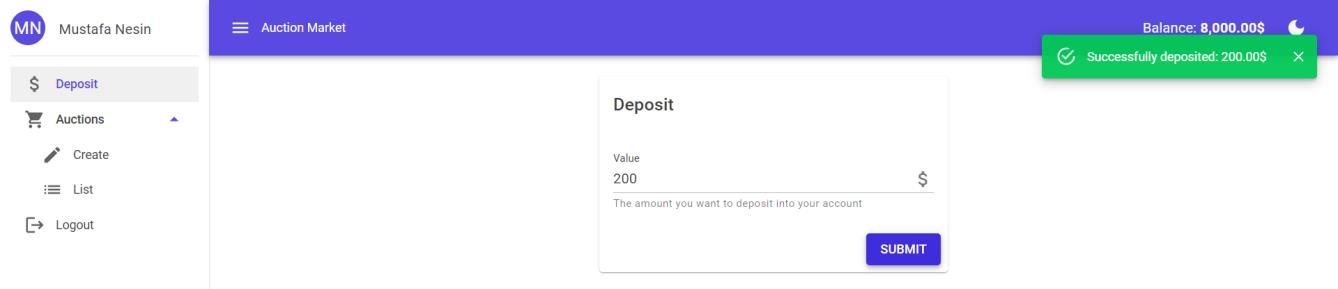 MN Mustafa Nesin
Deposit
Auctions
Create
List
Logout
Auction Market
Balance: 8,000.00$
Successfully deposited: 200.00$
Deposit
Value
200 $
The amount you want to deposit into your account
SUBMIT